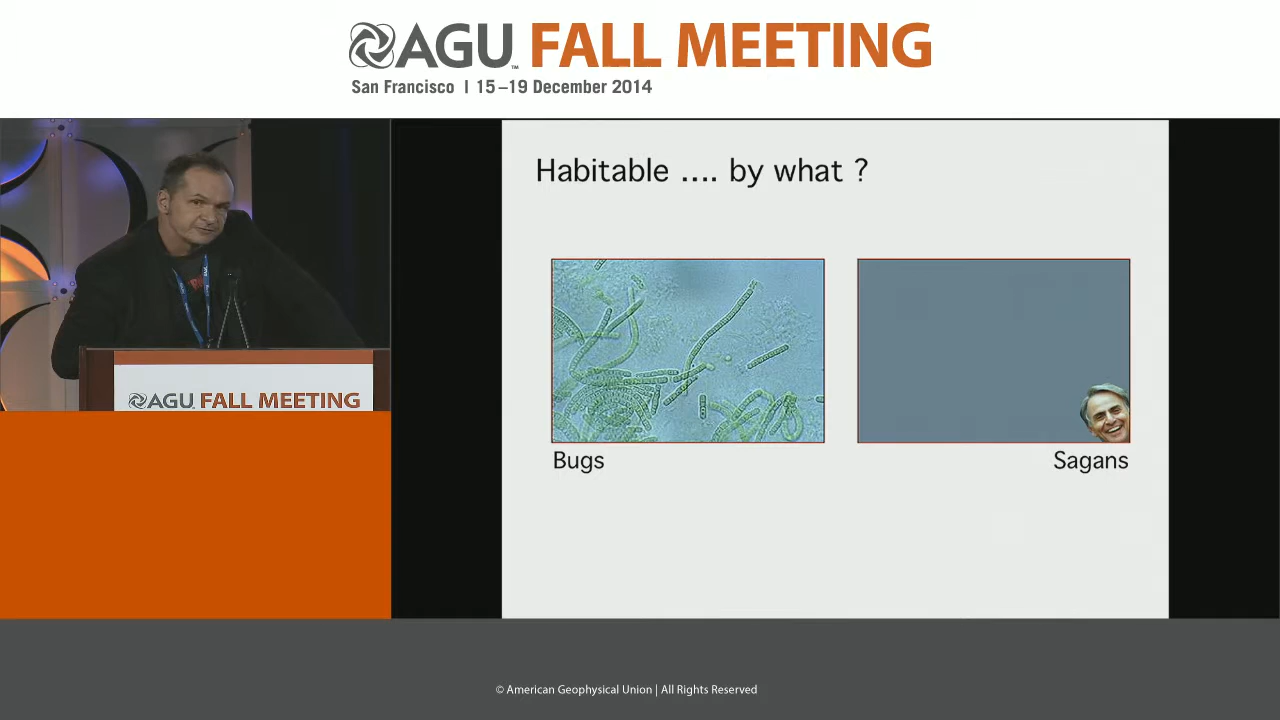 AGU™ FALL MEETING
San Francisco | 15–19 December 2014
Habitable .... by what ?
Bugs
Sagans
AGU FALL MEETING
© American Geophysical Union | All Rights Reserved